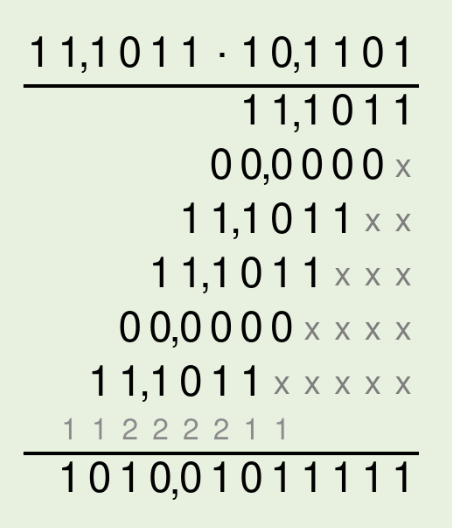 11,1011 · 10,1101
11,1011
00,0000 x
11,1011 x x
11,1011 x x x
00,0000 x x x x
11,1011 x x x x x
1 1 2 2 2 2 1 1
1010,01011111